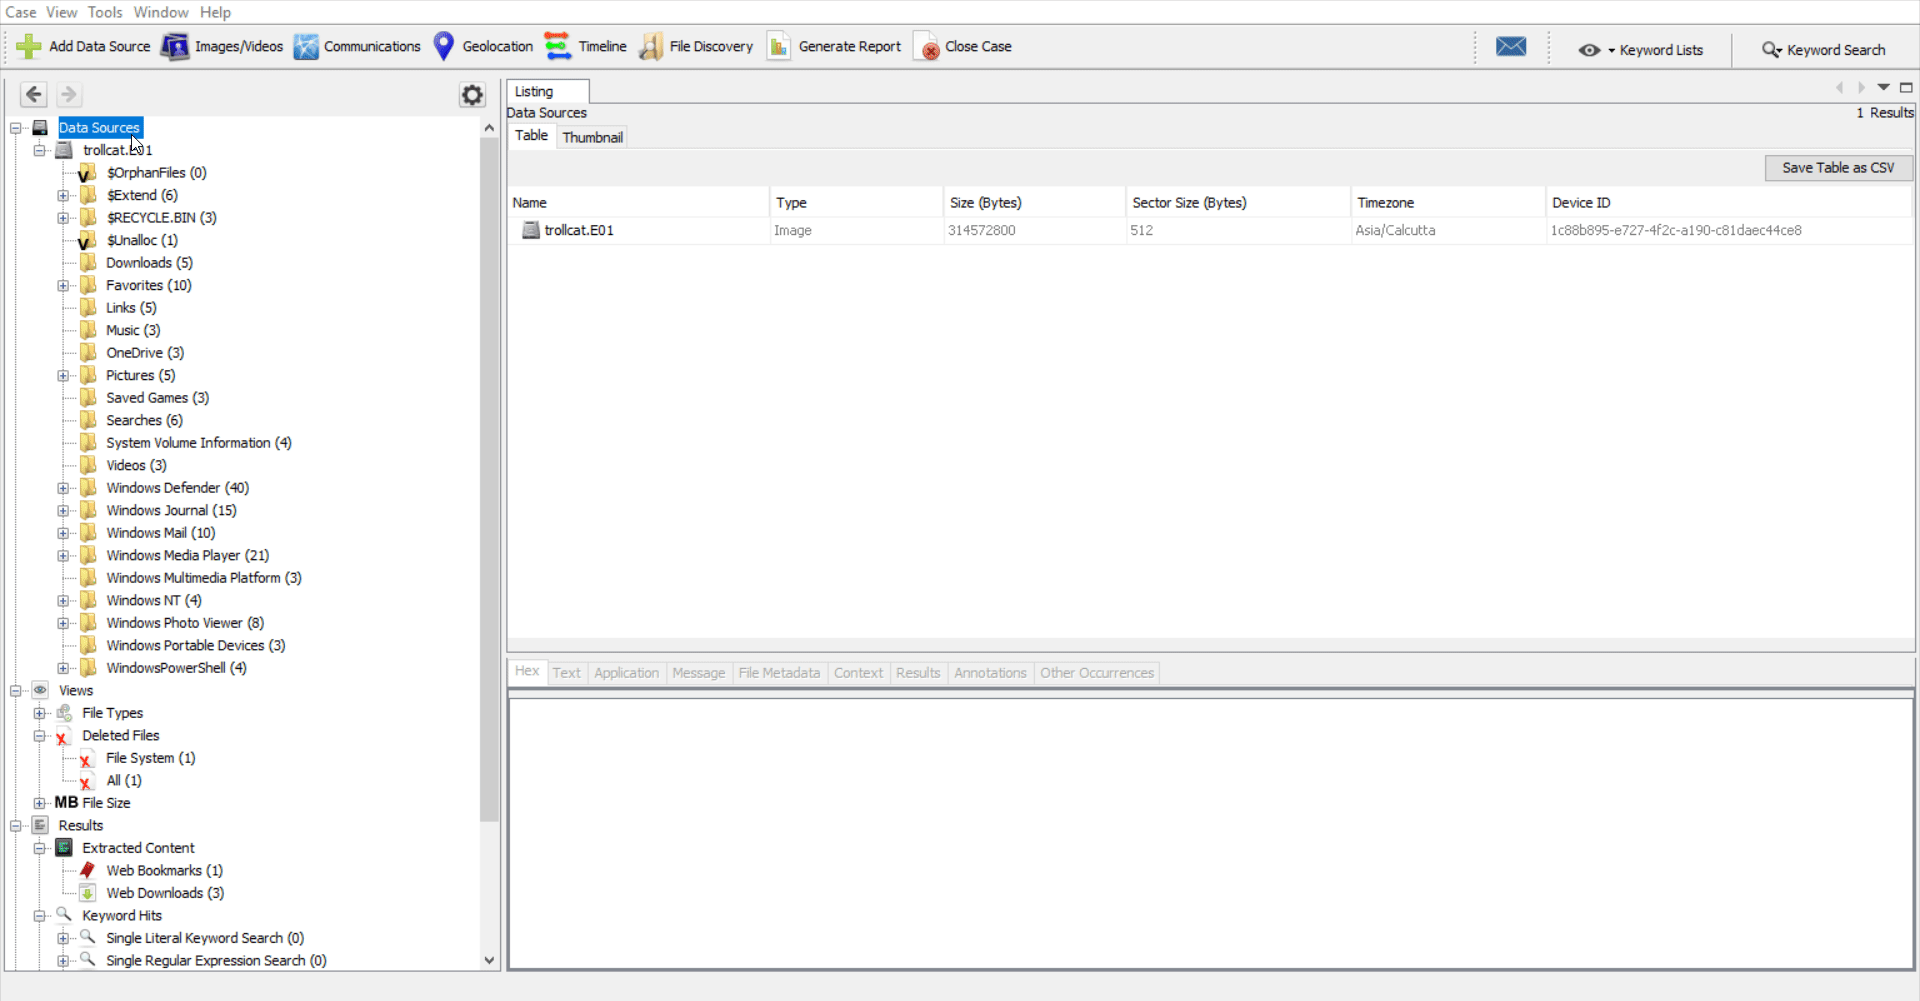 Case View Tools Window Help
Add Data Source Images/Videos Communications Geolocation Timeline File Discovery Generate Report Close Case Keyword Lists Keyword Search
Data Sources
trollcat.E01
$OrphanFiles (0)
$Extend (6)
$RECYCLE.BIN (3)
$Unalloc (1)
Downloads (5)
Favorites (10)
Links (5)
Music (3)
OneDrive (3)
Pictures (5)
Saved Games (3)
Searches (6)
System Volume Information (4)
Videos (3)
Windows Defender (40)
Windows Journal (15)
Windows Mail (10)
Windows Media Player (21)
Windows Multimedia Platform (3)
Windows NT (4)
Windows Photo Viewer (8)
Windows Portable Devices (3)
WindowsPowerShell (4)
Views
File Types
Deleted Files
File System (1)
All (1)
MB File Size
Results
Extracted Content
Web Bookmarks (1)
Web Downloads (3)
Keyword Hits
Single Literal Keyword Search (0)
Single Regular Expression Search (0)
Listing
Data Sources 1 Results
Table Thumbnail
Save Table as CSV
Name Type Size (Bytes) Sector Size (Bytes) Timezone Device ID
trollcat.E01 Image 314572800 512 Asia/Calcutta 1c88b895-e727-4f2c-a190-c81daec44ce8
Hex Text Application Message File Metadata Context Results Annotations Other Occurrences